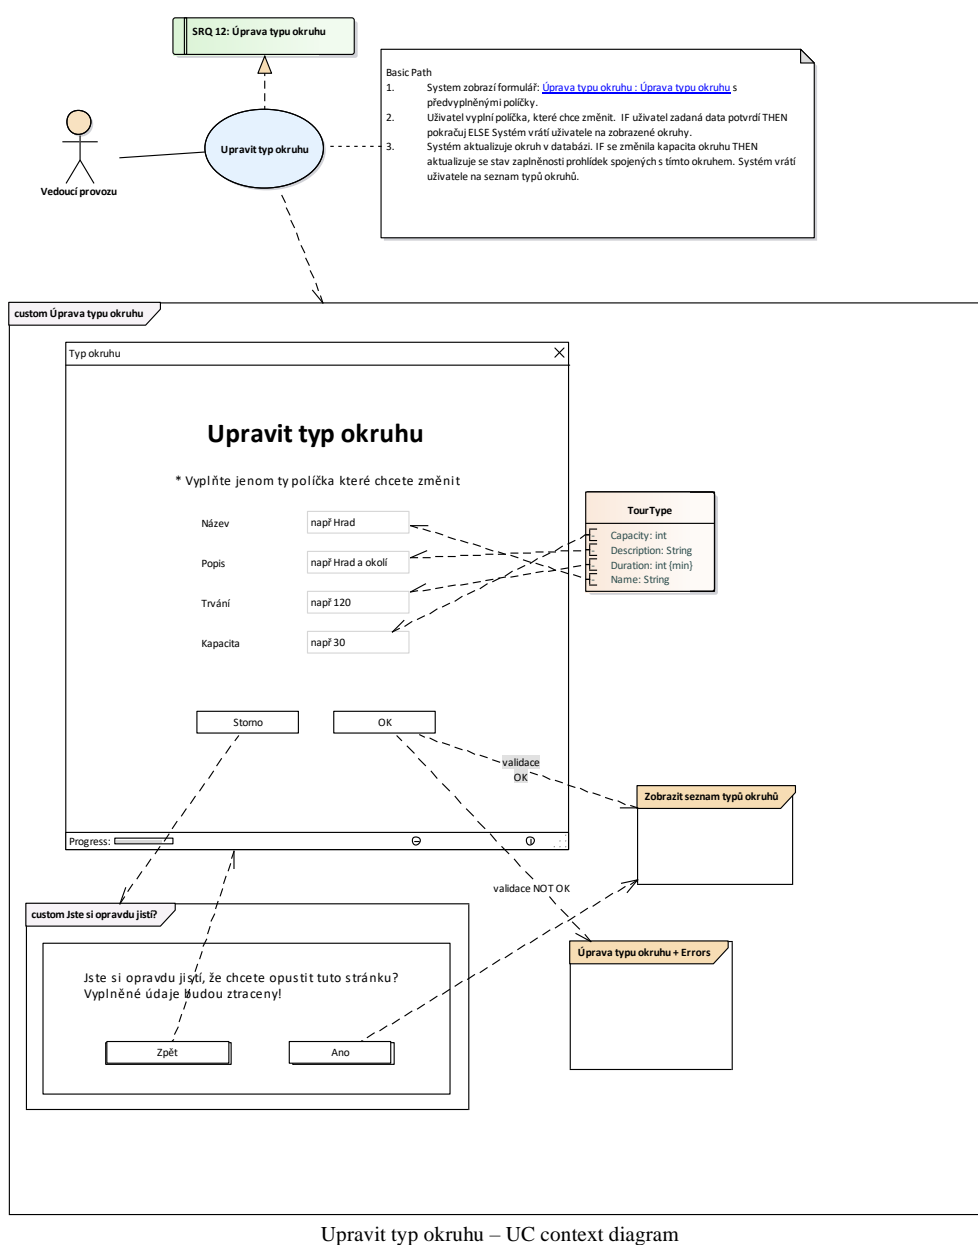 SRQ 12: Úprava typu okruhu
Basic Path
1. System zobrazí formulář: Úprava typu okruhu : Úprava typu okruhu s
předvyplněnými políčky.
2. Uživatel vyplní políčka, které chce změnit. IF uživatel zadaná data potvrdí THEN
pokračuj ELSE Systém vrátí uživatele na zobrazené okruhy.
3. Systém aktualizuje okruh v databázi. IF se změnila kapacita okruhu THEN
aktualizuje se stav zaplněnosti prohlídek spojených s tímto okruhem. Systém vrátí
uživatele na seznam typů okruhů.
Upravit typ okruhu
Vedoucí provozu
custom Úprava typu okruhu
Typ okruhu
Upravit typ okruhu
* Vyplňte jenom ty políčka které chcete změnit
Název
např Hrad
Popis
např Hrad a okolí
Trvání
např 120
Kapacita
např 30
TourType
- Capacity: int
- Description: String
- Duration: int {min}
- Name: String
Storno
OK
validace
OK
Zobrazit seznam typů okruhů
Progress:
validace NOT OK
custom Jste si opravdu jistí?
Úprava typu okruhu + Errors
Jste si opravdu jistí, že chcete opustit tuto stránku?
Vyplněné údaje budou ztraceny!
Zpět
Ano
Upravit typ okruhu – UC context diagram